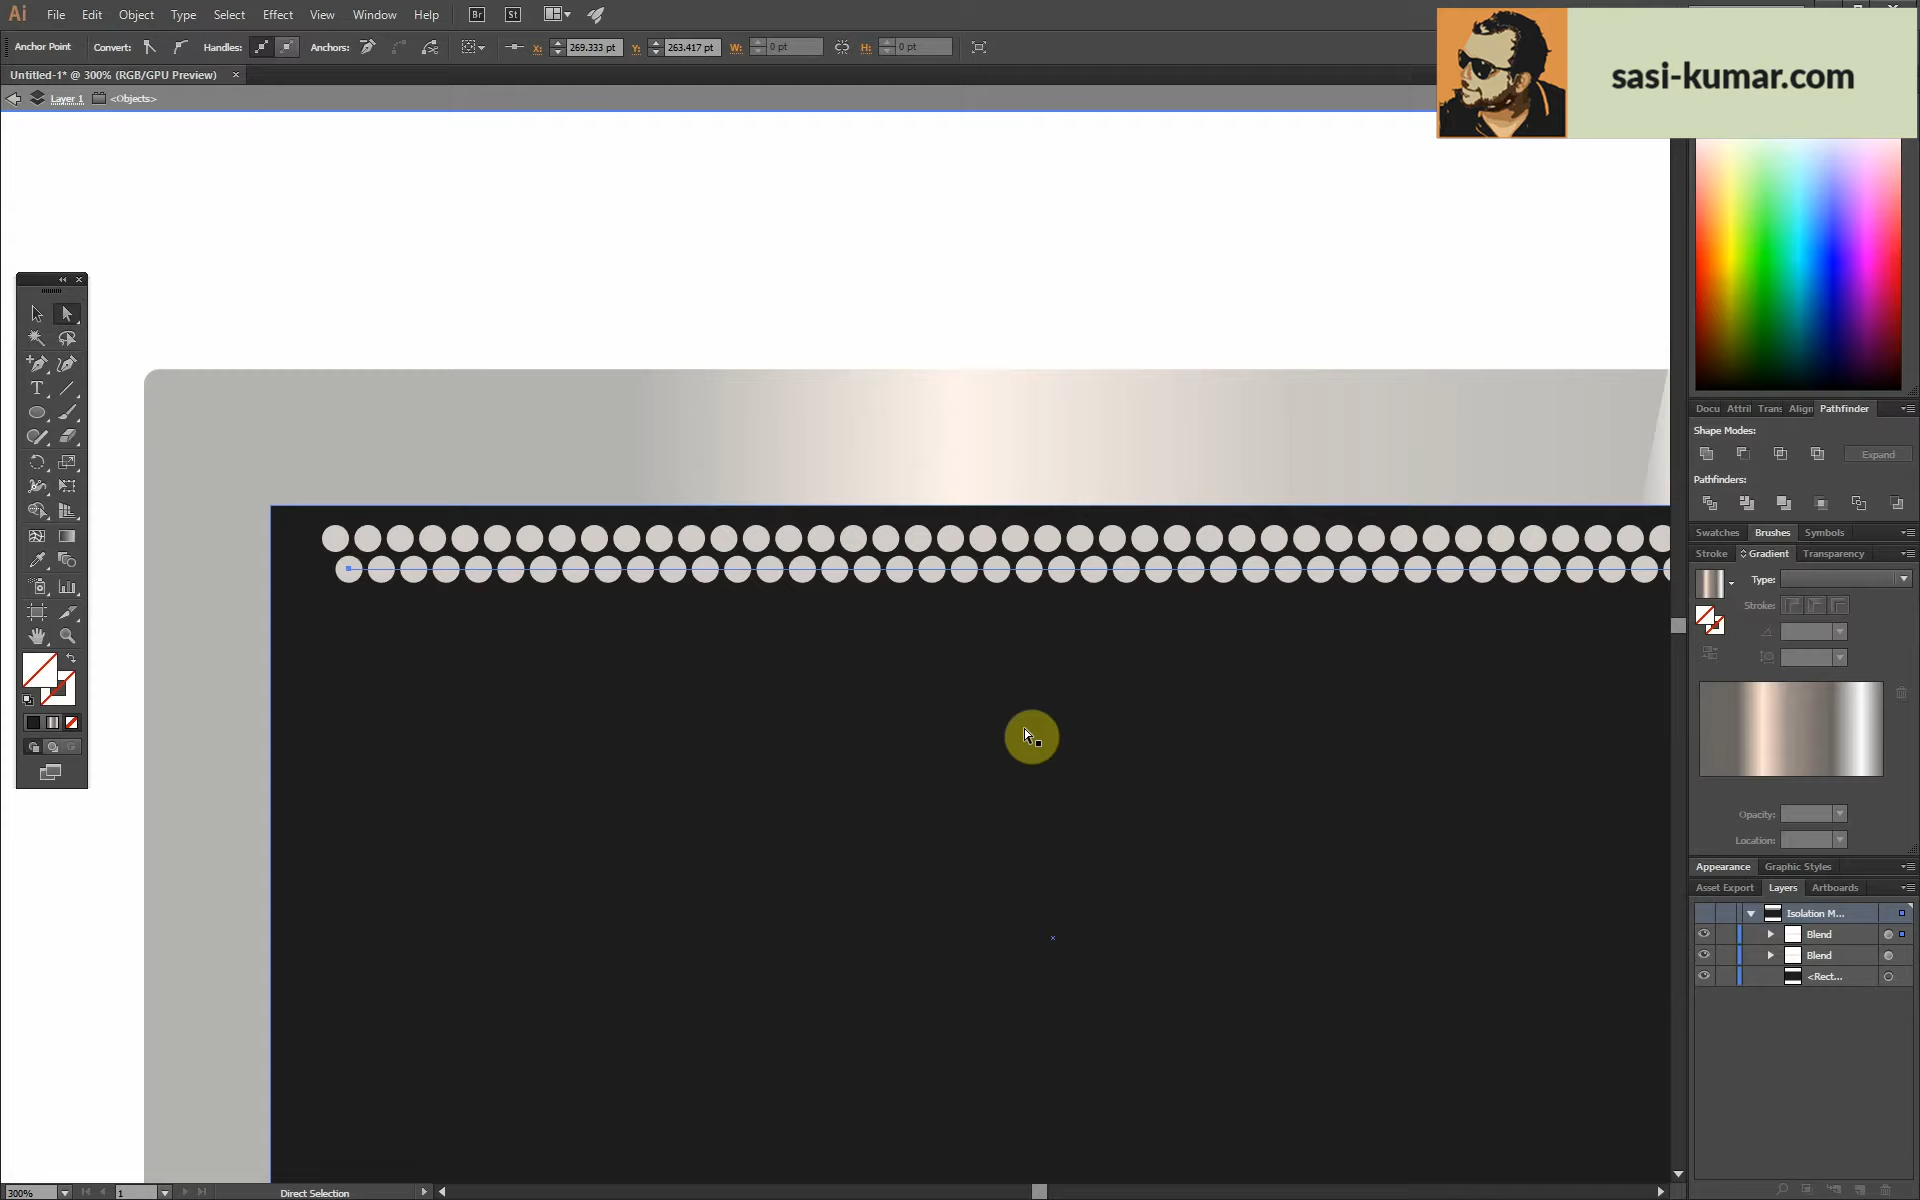 Ai File Edit Object Type Select Effect View Window Help Br St
Anchor Point Convert: Handles: Anchors: X: 269.333 pt Y: 263.417 pt W: 0 pt H: 0 pt
sasi-kumar.com
Untitled-1* @ 300% (RGB/GPU Preview) ×
Layer 1 <Objects>
Docu Attri Trans Align Pathfinder
Shape Modes:
Expand
Pathfinders:
Swatches Brushes Symbols
Stroke Gradient Transparency
Type:
Stroke:
Opacity:
Location:
Appearance Graphic Styles
Asset Export Layers Artboards
Isolation M...
Blend
Blend
<Rect...
300% 1 Direct Selection